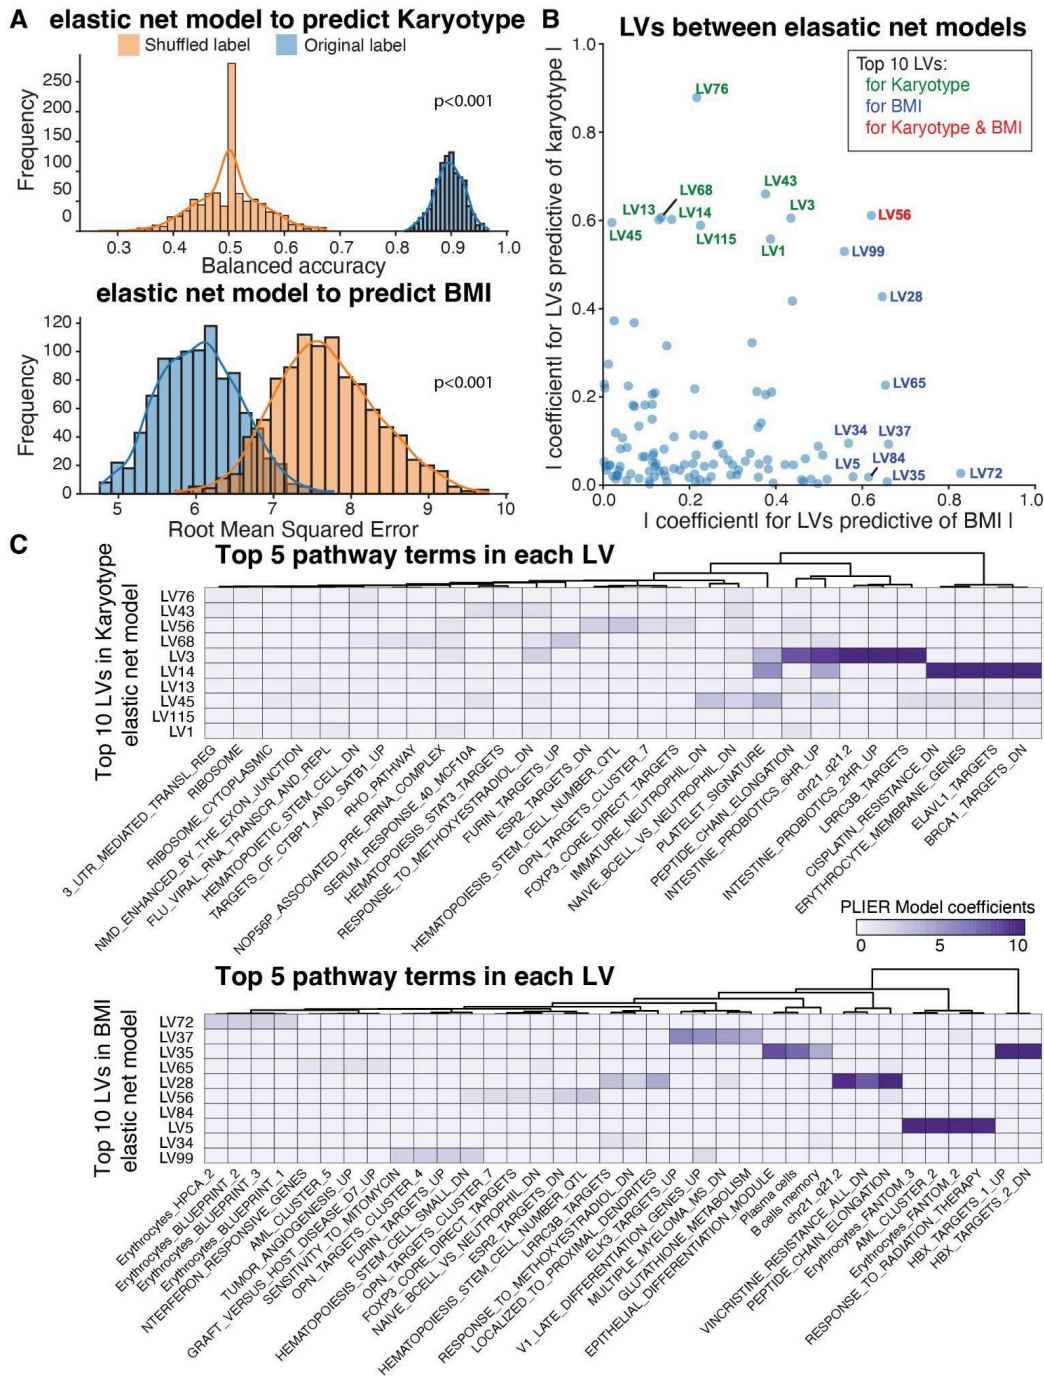 A
elastic net model to predict Karyotype
Shuffled label
Original label
Frequency
250
200
150
100
50
0
p<0.001
0.3 0.4 0.5 0.6 0.7 0.8 0.9 1.0
Balanced accuracy
elastic net model to predict BMI
Frequency
120
100
80
60
40
20
0
p<0.001
5 6 7 8 9 10
Root Mean Squared Error
B
LVs between elasatic net models
I coefficientI for LVs predictive of karyotype I
1.0
0.8
0.6
0.4
0.2
0.0
Top 10 LVs:
for Karyotype
for BMI
for Karyotype & BMI
LV76
LV43
LV68
LV13
LV14
LV3
LV56
LV45
LV115
LV1
LV99
LV28
LV65
LV34
LV37
LV5
LV84
LV35
LV72
0.0 0.2 0.4 0.6 0.8 1.0
I coefficientI for LVs predictive of BMI I
C
Top 5 pathway terms in each LV
Top 10 LVs in Karyotype
elastic net model
LV76
LV43
LV56
LV68
LV3
LV14
LV13
LV45
LV115
LV1
3_UTR_MEDIATED_TRANSL_REG
RIBOSOME
RIBOSOME_CYTOPLASMIC
NMD_ENHANCED_BY_THE_EXON_JUNCTION
FLU_VIRAL_RNA_TRANSCR_AND_REPL
HEMATOPOIETIC_STEM_CELL_DN
TARGETS_OF_CTBP1_AND_SATB1_UP
RHO_PATHWAY
NOP56P_ASSOCIATED_PRE_RRNA_COMPLEX
SERUM_RESPONSE_40_MCF10A
HEMATOPOIESIS_STAT3_TARGETS
RESPONSE_TO_METHOXYESTRADIOL_DN
FURIN_TARGETS_UP
ESR2_TARGETS_DN
HEMATOPOIESIS_STEM_CELL_NUMBER_QTL
OPN_TARGETS_CLUSTER_7
FOXP3_CORE_DIRECT_TARGETS
IMMATURE_NEUTROPHIL_DN
NAIVE_BCELL_VS_NEUTROPHIL_DN
PLATELET_SIGNATURE
PEPTIDE_CHAIN_ELONGATION
INTESTINE_PROBIOTICS_6HR_UP
chr21_q21.2
INTESTINE_PROBIOTICS_2HR_UP
LRRC3B_TARGETS
CISPLATIN_RESISTANCE_DN
ERYTHROCYTE_MEMBRANE_GENES
ELAVL1_TARGETS
BRCA1_TARGETS_DN
PLIER Model coefficients
0 5 10
Top 5 pathway terms in each LV
Top 10 LVs in BMI
elastic net model
LV72
LV37
LV35
LV65
LV28
LV56
LV84
LV5
LV34
LV99
Erythrocytes_HPCA_2
Erythrocytes_BLUEPRINT_2
Erythrocytes_BLUEPRINT_3
Erythrocytes_BLUEPRINT_1
NTERFERON_RESPONSIVE_GENES
AML_CLUSTER_5
TUMOR_ANGIOGENESIS_UP
GRAFT_VERSUS_HOST_DISEASE_D7_UP
SENSITIVITY_TO_MITOMYCIN
OPN_TARGETS_CLUSTER_4
FURIN_TARGETS_UP
HEMATOPOIESIS_STEM_CELL_SMALL_DN
OPN_TARGETS_CLUSTER_7
FOXP3_CORE_DIRECT_TARGETS
NAIVE_BCELL_VS_NEUTROPHIL_DN
ESR2_TARGETS_DN
HEMATOPOIESIS_STEM_CELL_NUMBER_QTL
LRRC3B_TARGETS
RESPONSE_TO_METHOXYESTRADIOL_DN
LOCALIZED_TO_PROXIMAL_DENDRITES
ELK3_TARGETS_UP
V1_LATE_DIFFERENTIATION_GENES_UP
MULTIPLE_MYELOMA_MS_DN
GLUTATHIONE_METABOLISM
EPITHELIAL_DIFFERENTIATION_MODULE
Plasma cells
B cells memory
chr21_q21.2
VINCRISTINE_RESISTANCE_ALL_DN
PEPTIDE_CHAIN_ELONGATION
Erythrocytes_FANTOM_3
AML_CLUSTER_2
Erythrocytes_FANTOM_2
RESPONSE_TO_RADIATION_THERAPY
HBX_TARGETS_1_UP
HBX_TARGETS_2_DN